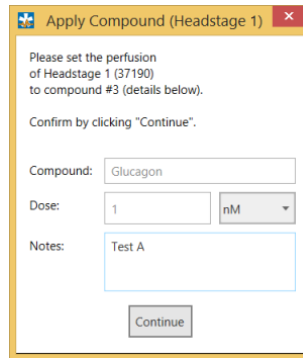 Apply Compound (Headstage 1)
Please set the perfusion
of Headstage 1 (37190)
to compound #3 (details below).
Confirm by clicking "Continue".
Compound: Glucagon
Dose: 1 nM
Notes: Test A
Continue